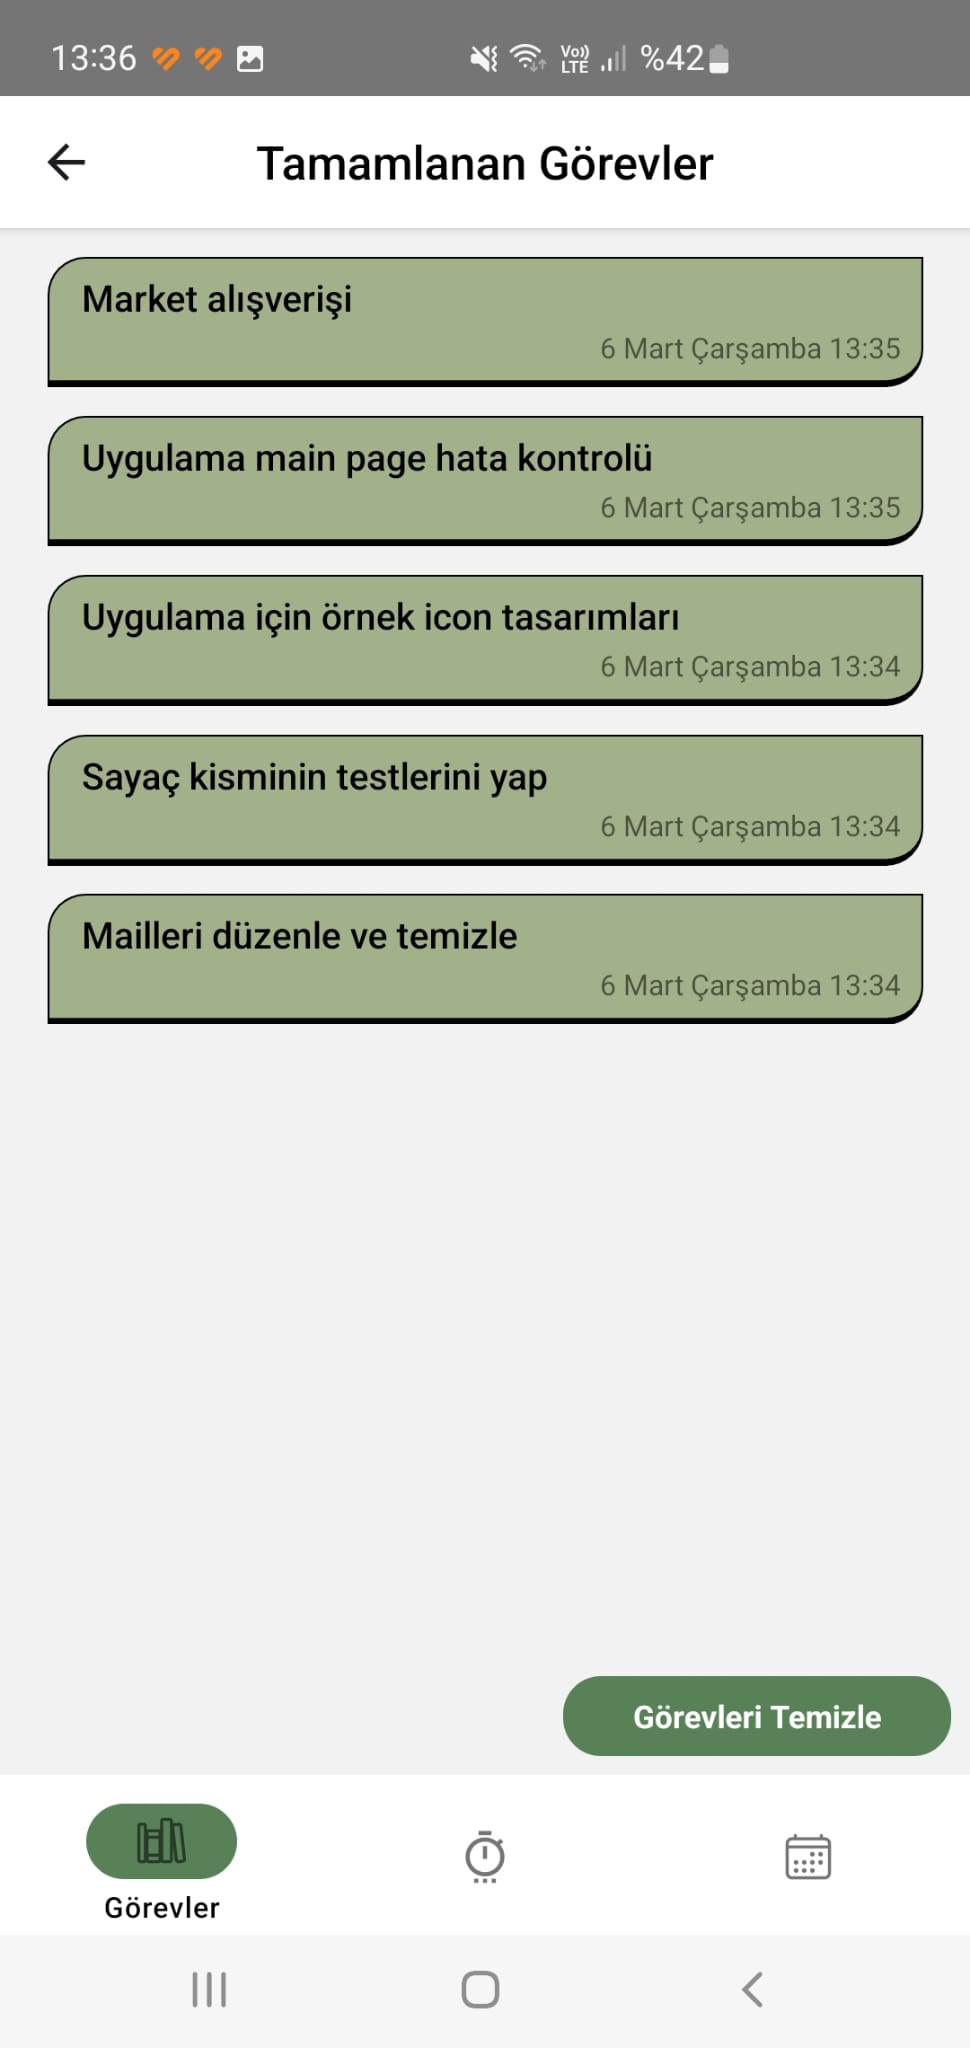 13:36 Vo)) LTE %42
Tamamlanan Görevler
Market alışverişi
6 Mart Çarşamba 13:35
Uygulama main page hata kontrolü
6 Mart Çarşamba 13:35
Uygulama için örnek icon tasarımları
6 Mart Çarşamba 13:34
Sayaç kisminin testlerini yap
6 Mart Çarşamba 13:34
Mailleri düzenle ve temizle
6 Mart Çarşamba 13:34
Görevleri Temizle
Görevler